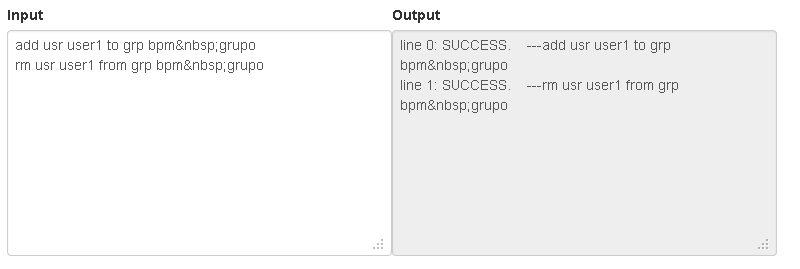 Input
add usr user1 to grp bpm&nbsp;grupo
rm usr user1 from grp bpm&nbsp;grupo
Output
line 0: SUCCESS. ---add usr user1 to grp
bpm&nbsp;grupo
line 1: SUCCESS. ---rm usr user1 from grp
bpm&nbsp;grupo